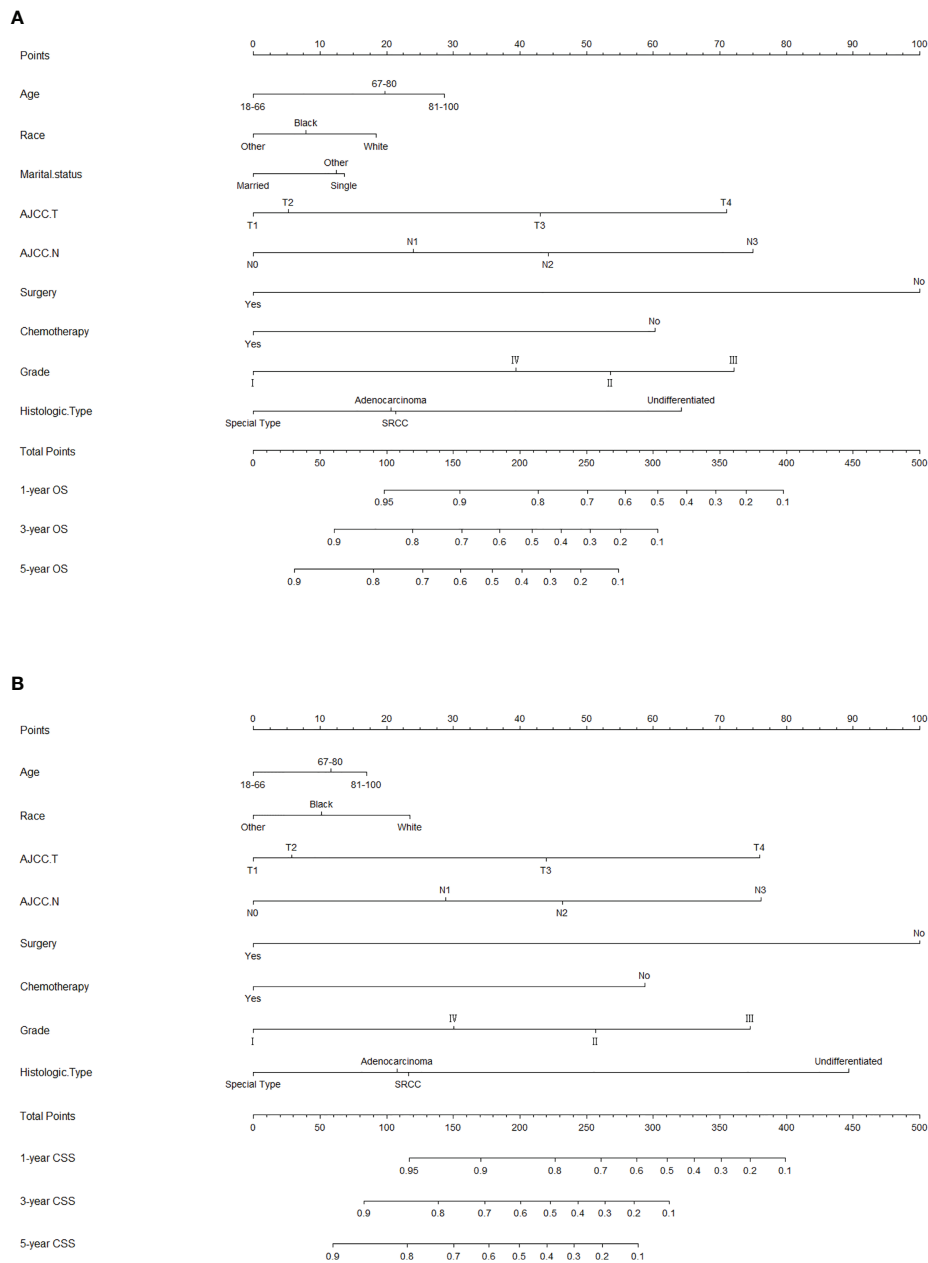 A
0 10 20 30 40 50 60 70 80 90 100
Points
67-80
Age
18-66 81-100
Black
Race
Other White
Other
Marital.status
Married Single
T2 T4
AJCC.T
T1 T3
N1 N3
AJCC.N
N0 N2
No
Surgery
Yes
No
Chemotherapy
Yes
IV III
Grade
I II
Adenocarcinoma Undifferentiated
Histologic.Type
Special Type SRCC
Total Points
0 50 100 150 200 250 300 350 400 450 500
1-year OS
0.95 0.9 0.8 0.7 0.6 0.5 0.4 0.3 0.2 0.1
3-year OS
0.9 0.8 0.7 0.6 0.5 0.4 0.3 0.2 0.1
5-year OS
0.9 0.8 0.7 0.6 0.5 0.4 0.3 0.2 0.1
B
0 10 20 30 40 50 60 70 80 90 100
Points
67-80
Age
18-66 81-100
Black
Race
Other White
T2 T4
AJCC.T
T1 T3
N1 N3
AJCC.N
N0 N2
No
Surgery
Yes
No
Chemotherapy
Yes
IV III
Grade
I II
Adenocarcinoma Undifferentiated
Histologic.Type
Special Type SRCC
Total Points
0 50 100 150 200 250 300 350 400 450 500
1-year CSS
0.95 0.9 0.8 0.7 0.6 0.5 0.4 0.3 0.2 0.1
3-year CSS
0.9 0.8 0.7 0.6 0.5 0.4 0.3 0.2 0.1
5-year CSS
0.9 0.8 0.7 0.6 0.5 0.4 0.3 0.2 0.1